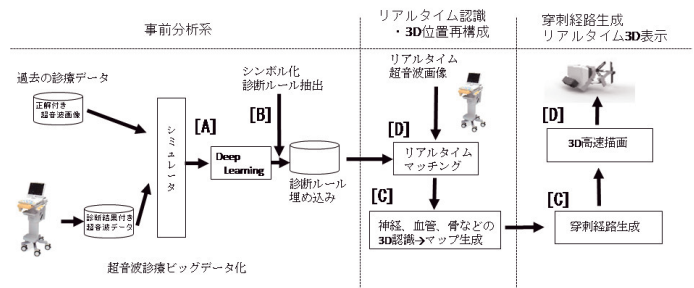 事前分析系
リアルタイム認識
・3D位置再構成
穿刺経路生成
リアルタイム3D表示
過去の診療データ
正解付き
超音波画像
シミュレータ
[A]
シンボル化
診断ルール抽出
[B]
Deep
Learning
診断ルール
埋め込み
診断結果付き
超音波データ
超音波診療ビッグデータ化
リアルタイム
超音波画像
[D]
リアルタイム
マッチング
[C]
神経、血管、骨などの
3D認識→マップ生成
[D]
3D高速描画
[C]
穿刺経路生成